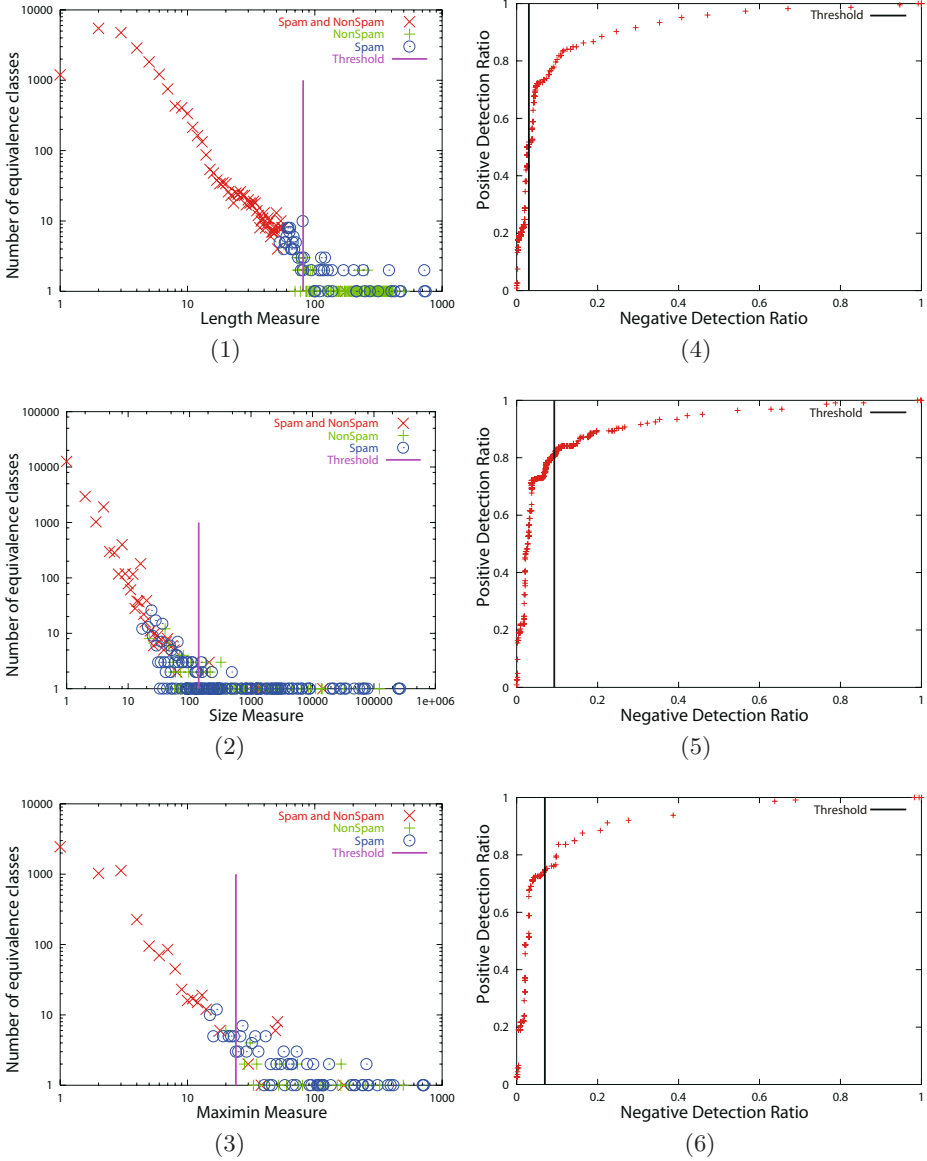 10000
1000
100
10
1
1
10
100
1000
Number of equivalence classes
Length Measure
Spam and NonSpam
NonSpam
Spam
Threshold
(1)
1
0.8
0.6
0.4
0.2
0
0
0.2
0.4
0.6
0.8
1
Positive Detection Ratio
Negative Detection Ratio
Threshold
(4)
100000
10000
1000
100
10
1
1
10
100
1000
10000
100000
1e+006
Number of equivalence classes
Size Measure
Spam and NonSpam
NonSpam
Spam
Threshold
(2)
1
0.8
0.6
0.4
0.2
0
0
0.2
0.4
0.6
0.8
1
Positive Detection Ratio
Negative Detection Ratio
Threshold
(5)
10000
1000
100
10
1
1
10
100
1000
Number of equivalence classes
Maximin Measure
Spam and NonSpam
NonSpam
Spam
Threshold
(3)
1
0.8
0.6
0.4
0.2
0
0
0.2
0.4
0.6
0.8
1
Positive Detection Ratio
Negative Detection Ratio
Threshold
(6)